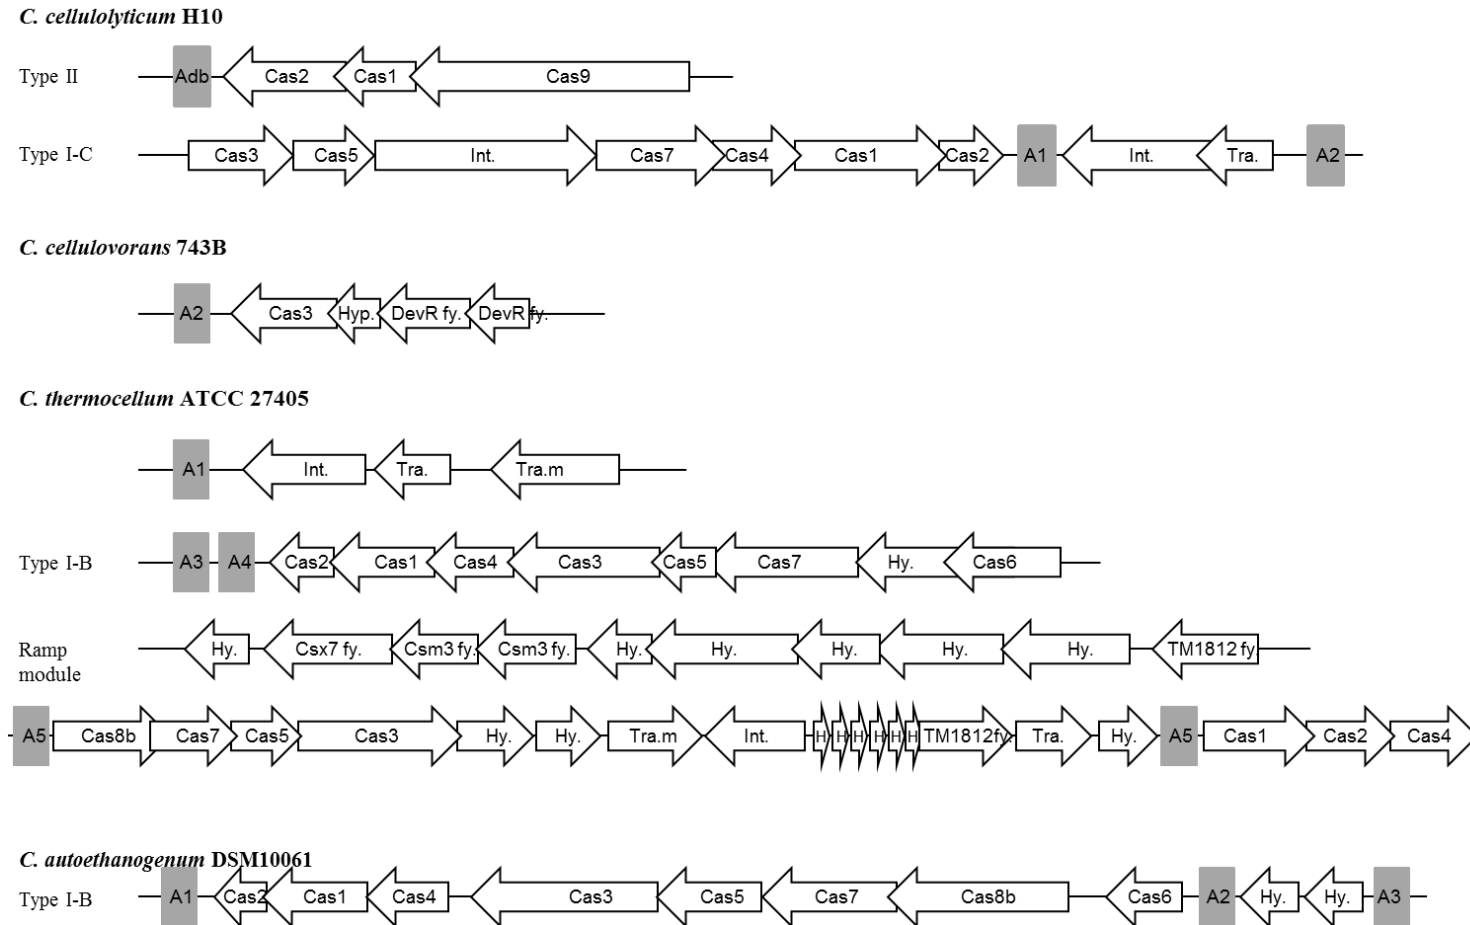 C. cellulolyticum H10
Type II Adb Cas2 Cas1 Cas9
Type I-C Cas3 Cas5 Int. Cas7 Cas4 Cas1 Cas2 A1 Int. Tra. A2
C. cellulovorans 743B
A2 Cas3 Hyp. DevR fy. DevR fy.
C. thermocellum ATCC 27405
A1 Int. Tra. Tra.m
Type I-B A3 A4 Cas2 Cas1 Cas4 Cas3 Cas5 Cas7 Hy. Cas6
Ramp module Hy. Csx7 fy. Csm3 fy. Csm3 fy. Hy. Hy. Hy. Hy. Hy. TM1812 fy
A5 Cas8b Cas7 Cas5 Cas3 Hy. Hy. Tra.m Int. H H H H H H TM1812fy Tra. Hy. A5 Cas1 Cas2 Cas4
C. autoethanogenum DSM10061
Type I-B A1 Cas2 Cas1 Cas4 Cas3 Cas5 Cas7 Cas8b Cas6 A2 Hy. Hy. A3